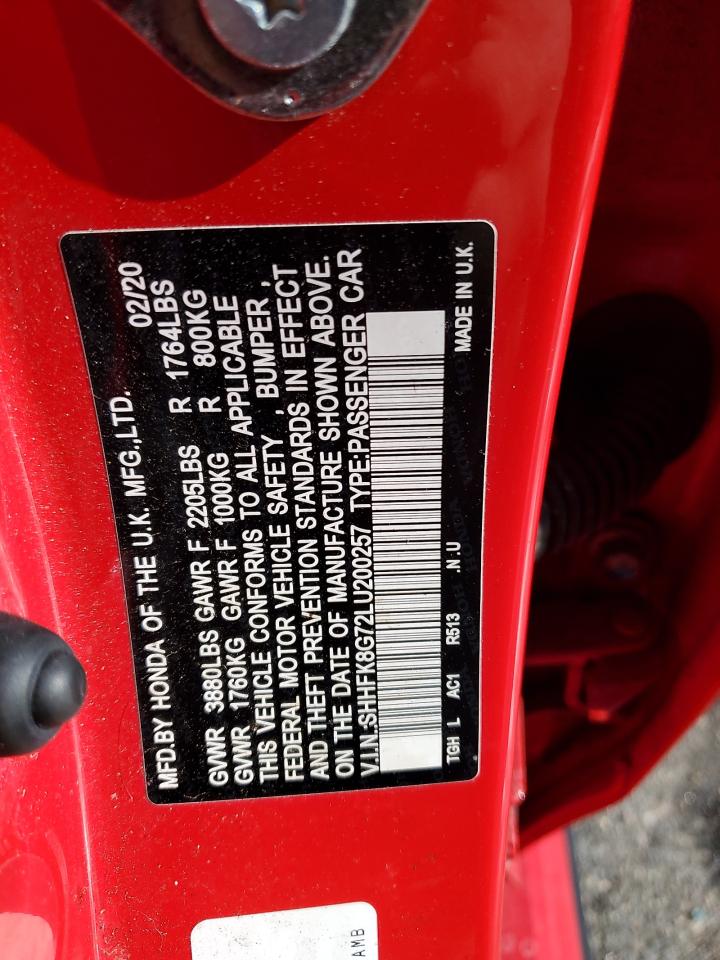 MFD.BY HONDA OF THE U.K. MFG.,LTD. 02/20
GVWR 3880LBS GAWR F 2205LBS R 1764LBS
GVWR 1760KG GAWR F 1000KG R 800KG
THIS VEHICLE CONFORMS TO ALL APPLICABLE
FEDERAL MOTOR VEHICLE SAFETY , BUMPER ,
AND THEFT PREVENTION STANDARDS IN EFFECT
ON THE DATE OF MANUFACTURE SHOWN ABOVE.
V.I.N.:SHHFK8G72LU200257 TYPE:PASSENGER CAR
TGH L AC1 R513 .N .U MADE IN U.K.
AMB